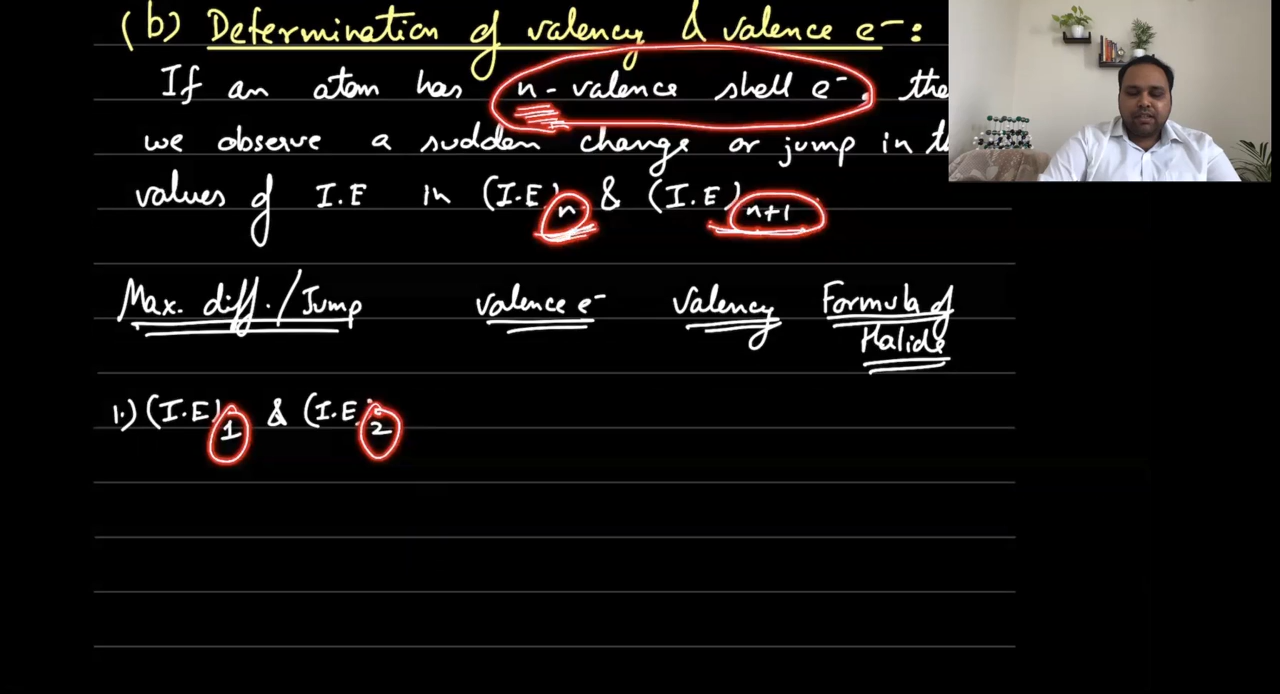 (b) Determination of valency & valence e⁻:
If an atom has n-valence shell e⁻, the
we observe a sudden change or jump in th
values of I.E in (I.E)n & (I.E)n+1
Max. diff./Jump valence e⁻ Valency Formula of
Halide
1.) (I.E)1 & (I.E)2